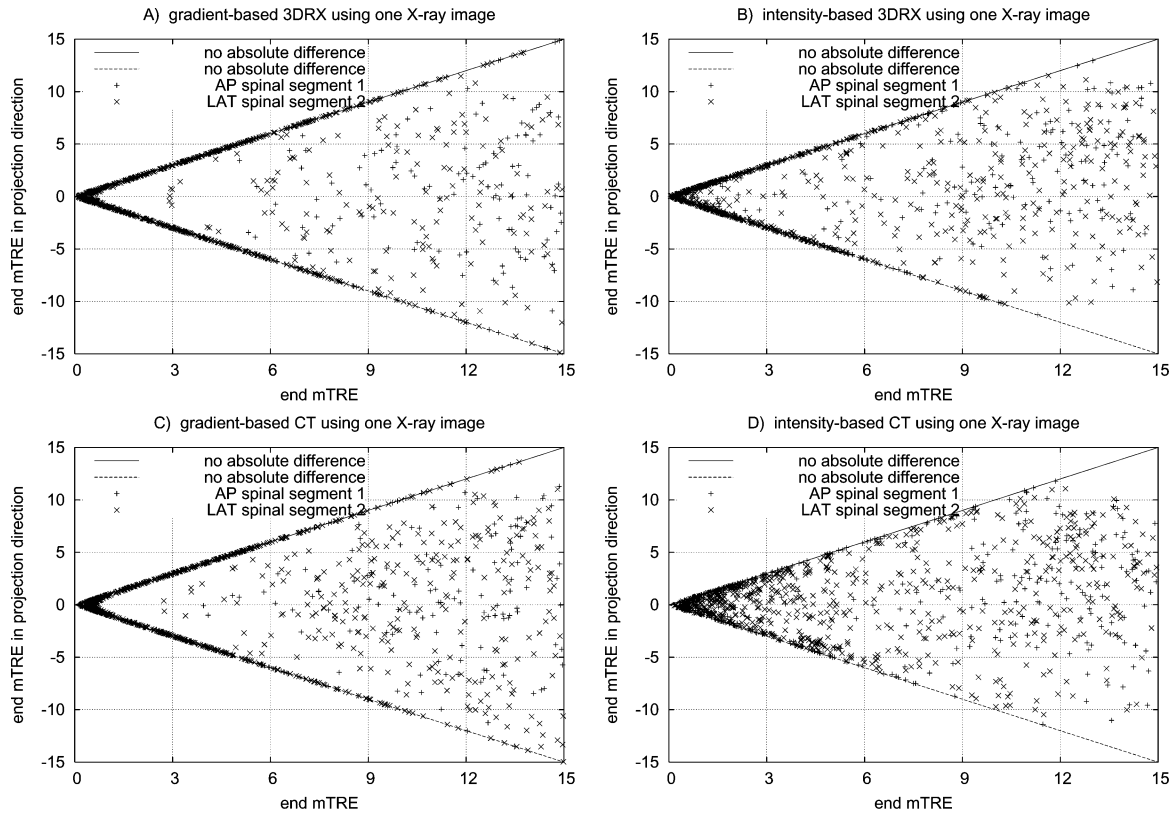 A) gradient-based 3DRX using one X-ray image
15
10
5
0
-5
-10
-15
end mTRE in projection direction
no absolute difference
no absolute difference
AP spinal segment 1
LAT spinal segment 2
0 3 6 9 12 15
end mTRE
B) intensity-based 3DRX using one X-ray image
15
10
5
0
-5
-10
-15
end mTRE in projection direction
no absolute difference
no absolute difference
AP spinal segment 1
LAT spinal segment 2
0 3 6 9 12 15
end mTRE
C) gradient-based CT using one X-ray image
15
10
5
0
-5
-10
-15
end mTRE in projection direction
no absolute difference
no absolute difference
AP spinal segment 1
LAT spinal segment 2
0 3 6 9 12 15
end mTRE
D) intensity-based CT using one X-ray image
15
10
5
0
-5
-10
-15
end mTRE in projection direction
no absolute difference
no absolute difference
AP spinal segment 1
LAT spinal segment 2
0 3 6 9 12 15
end mTRE